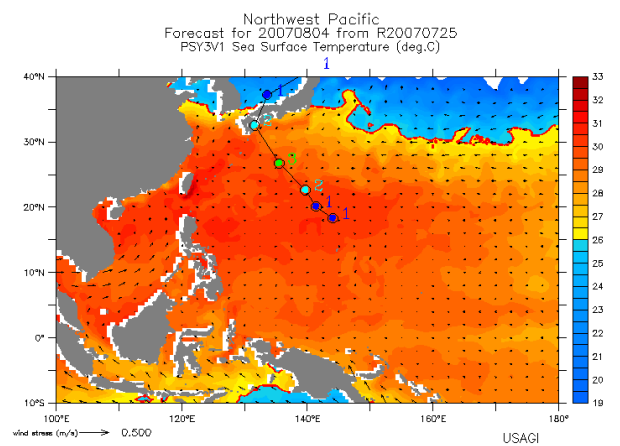 Northwest Pacific
Forecast for 20070804 from R20070725
PSY3V1 Sea Surface Temperature (deg.C)
1
40°N
30°N
20°N
10°N
0°
10°S
1
2
3
2
1
1
100°E
120°E
140°E
160°E
180°
33
32
31
30
29
28
27
26
25
24
23
22
21
20
19
wind stress (m/s)
0.500
USAGI